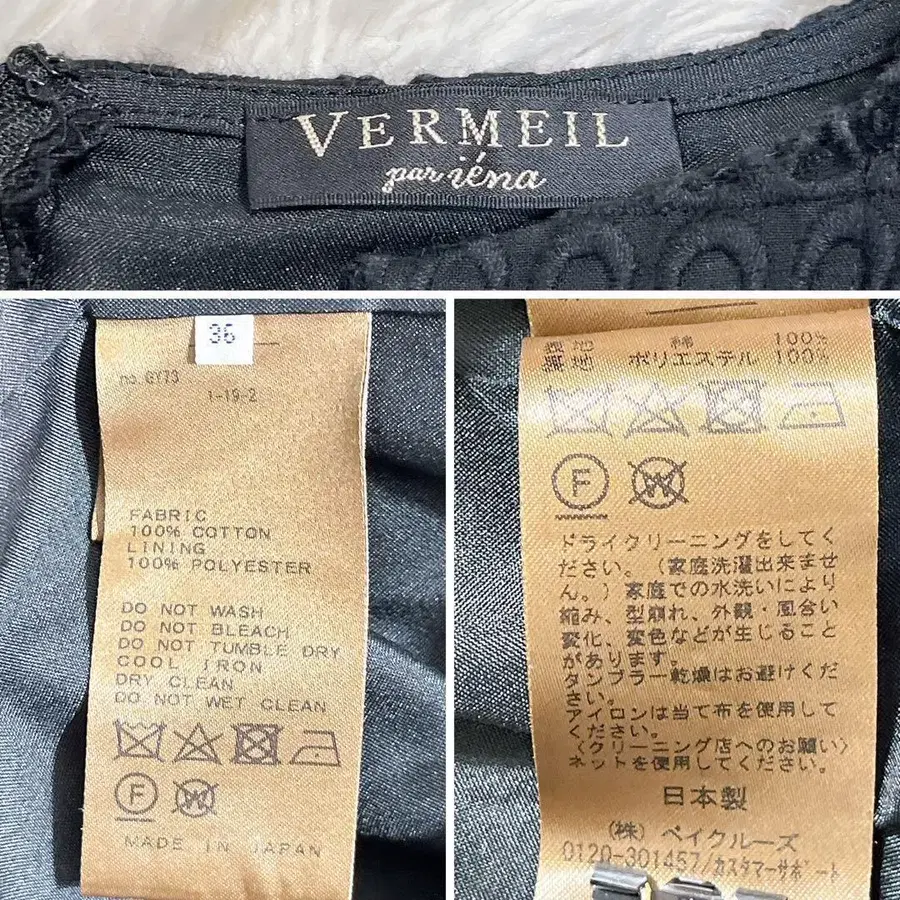 VERMEIL
par iéna
36
no. GY73
1-19-2
FABRIC
100% COTTON
LINING
100% POLYESTER
DO NOT WASH
DO NOT BLEACH
DO NOT TUMBLE DRY
COOL IRON
DRY CLEAN
DO NOT WET CLEAN
F
W
MADE IN JAPAN
表地 綿 100%
裏地 ポリエステル 100%
F
W
ドライクリーニングをしてく
ださい。（家庭洗濯出来ませ
ん。）家庭での水洗いにより
縮み、型崩れ、外観・風合い
変化、変色などが生じること
があります。
タンブラー乾燥はお避けくだ
さい。
アイロンは当て布を使用して
ください。
〈クリーニング店へのお願い〉
ネットを使用してください。
日本製
（株）ベイクルーズ
0120-301457/カスタマーサポート